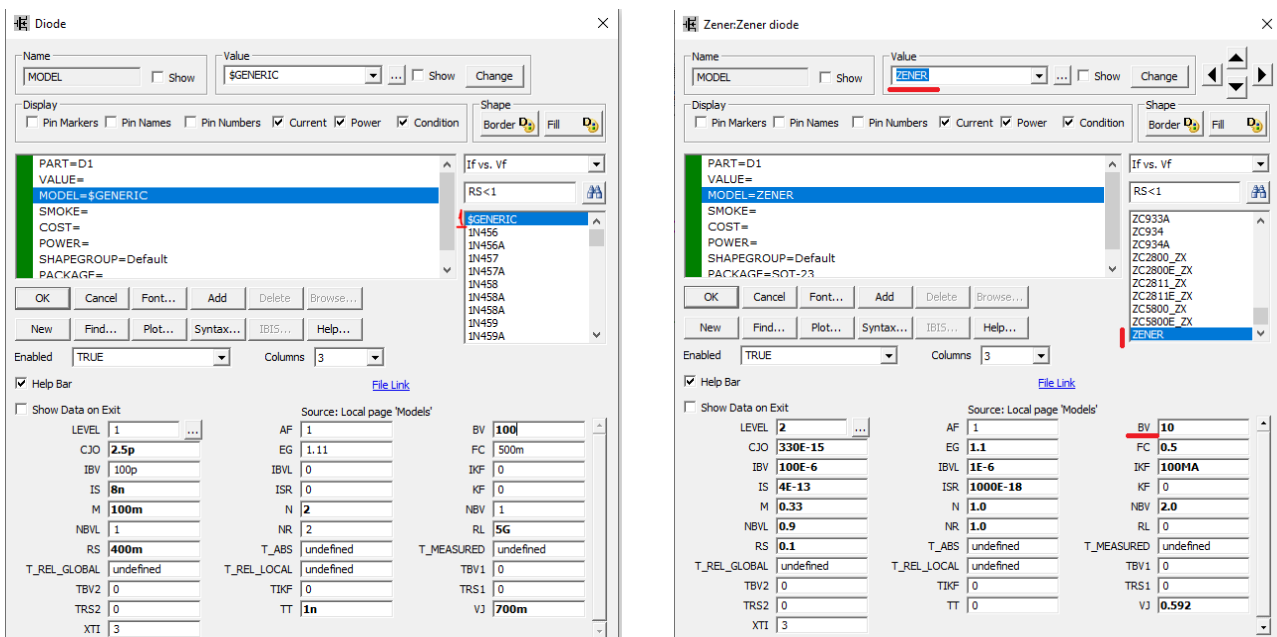 Diode
Name
MODEL
Show
Value
$GENERIC
...
Show
Change
Display
Pin Markers
Pin Names
Pin Numbers
Current
Power
Condition
Shape
Border
Fill
PART=D1
VALUE=
MODEL=$GENERIC
SMOKE=
COST=
POWER=
SHAPEGROUP=Default
PACKAGE=
If vs. Vf
RS<1
$GENERIC
1N456
1N456A
1N457
1N457A
1N458
1N458A
1N458A
1N459
1N459A
OK
Cancel
Font...
Add
Delete
Browse...
New
Find...
Plot...
Syntax...
IBIS...
Help...
Enabled
TRUE
Columns
3
Help Bar
File Link
Show Data on Exit
Source: Local page 'Models'
LEVEL 1 ... AF 1 BV 100
CJO 2.5p EG 1.11 FC 500m
IBV 100p IBVL 0 IKF 0
IS 8n ISR 0 KF 0
M 100m N 2 NBV 1
NBVL 1 NR 2 RL 5G
RS 400m T_ABS undefined T_MEASURED undefined
T_REL_GLOBAL undefined T_REL_LOCAL undefined TBV1 0
TBV2 0 TIKF 0 TRS1 0
TRS2 0 TT 1n VJ 700m
XTI 3
Zener:Zener diode
Name
MODEL
Show
Value
ZENER
...
Show
Change
Display
Pin Markers
Pin Names
Pin Numbers
Current
Power
Condition
Shape
Border
Fill
PART=D1
VALUE=
MODEL=ZENER
SMOKE=
COST=
POWER=
SHAPEGROUP=Default
PACKAGE=SOT-23
If vs. Vf
RS<1
ZC933A
ZC934
ZC934A
ZC2800_ZX
ZC2800E_ZX
ZC2811_ZX
ZC2811E_ZX
ZC5800_ZX
ZC5800E_ZX
ZENER
OK
Cancel
Font...
Add
Delete
Browse...
New
Find...
Plot...
Syntax...
IBIS...
Help...
Enabled
TRUE
Columns
3
Help Bar
File Link
Show Data on Exit
Source: Local page 'Models'
LEVEL 2 ... AF 1 BV 10
CJO 330E-15 EG 1.1 FC 0.5
IBV 100E-6 IBVL 1E-6 IKF 100MA
IS 4E-13 ISR 1000E-18 KF 0
M 0.33 N 1.0 NBV 2.0
NBVL 0.9 NR 1.0 RL 0
RS 0.1 T_ABS undefined T_MEASURED undefined
T_REL_GLOBAL undefined T_REL_LOCAL undefined TBV1 0
TBV2 0 TIKF 0 TRS1 0
TRS2 0 TT 0 VJ 0.592
XTI 3